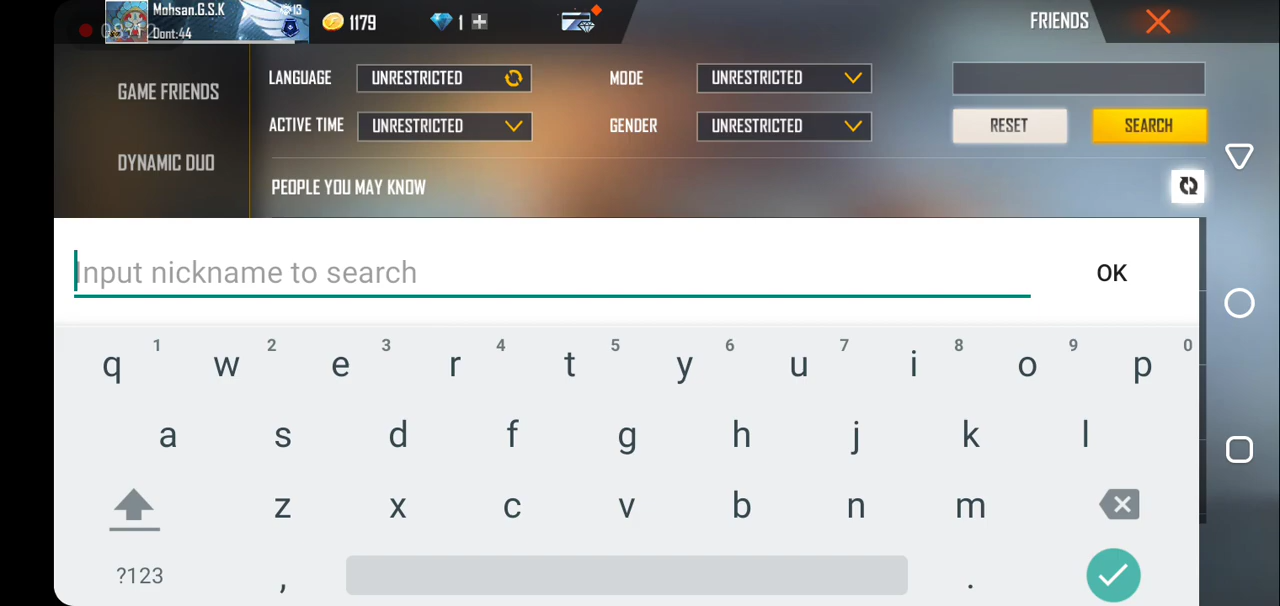 Mohsan.G.S.K
13
Dont:44
1179
1
FRIENDS
GAME FRIENDS
DYNAMIC DUO
LANGUAGE UNRESTRICTED MODE UNRESTRICTED
ACTIVE TIME UNRESTRICTED GENDER UNRESTRICTED RESET SEARCH
PEOPLE YOU MAY KNOW
Input nickname to search OK
1 2 3 4 5 6 7 8 9 0
q w e r t y u i o p
a s d f g h j k l
z x c v b n m
?123 , .